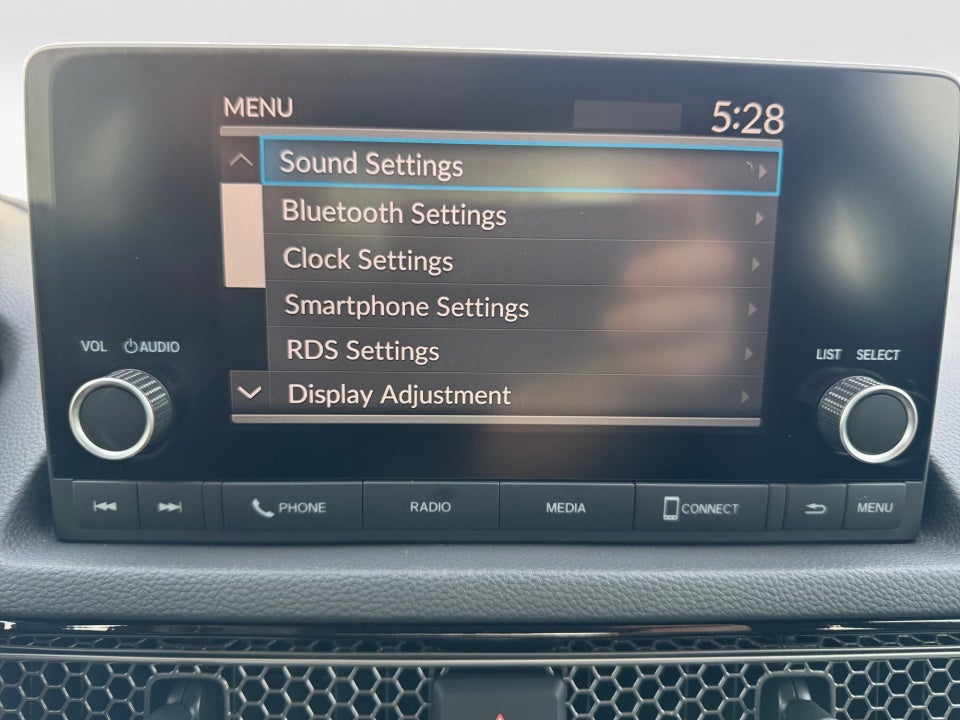 MENU 5:28
Sound Settings
Bluetooth Settings
Clock Settings
Smartphone Settings
RDS Settings
Display Adjustment
VOL AUDIO
LIST SELECT
PHONE RADIO MEDIA CONNECT MENU